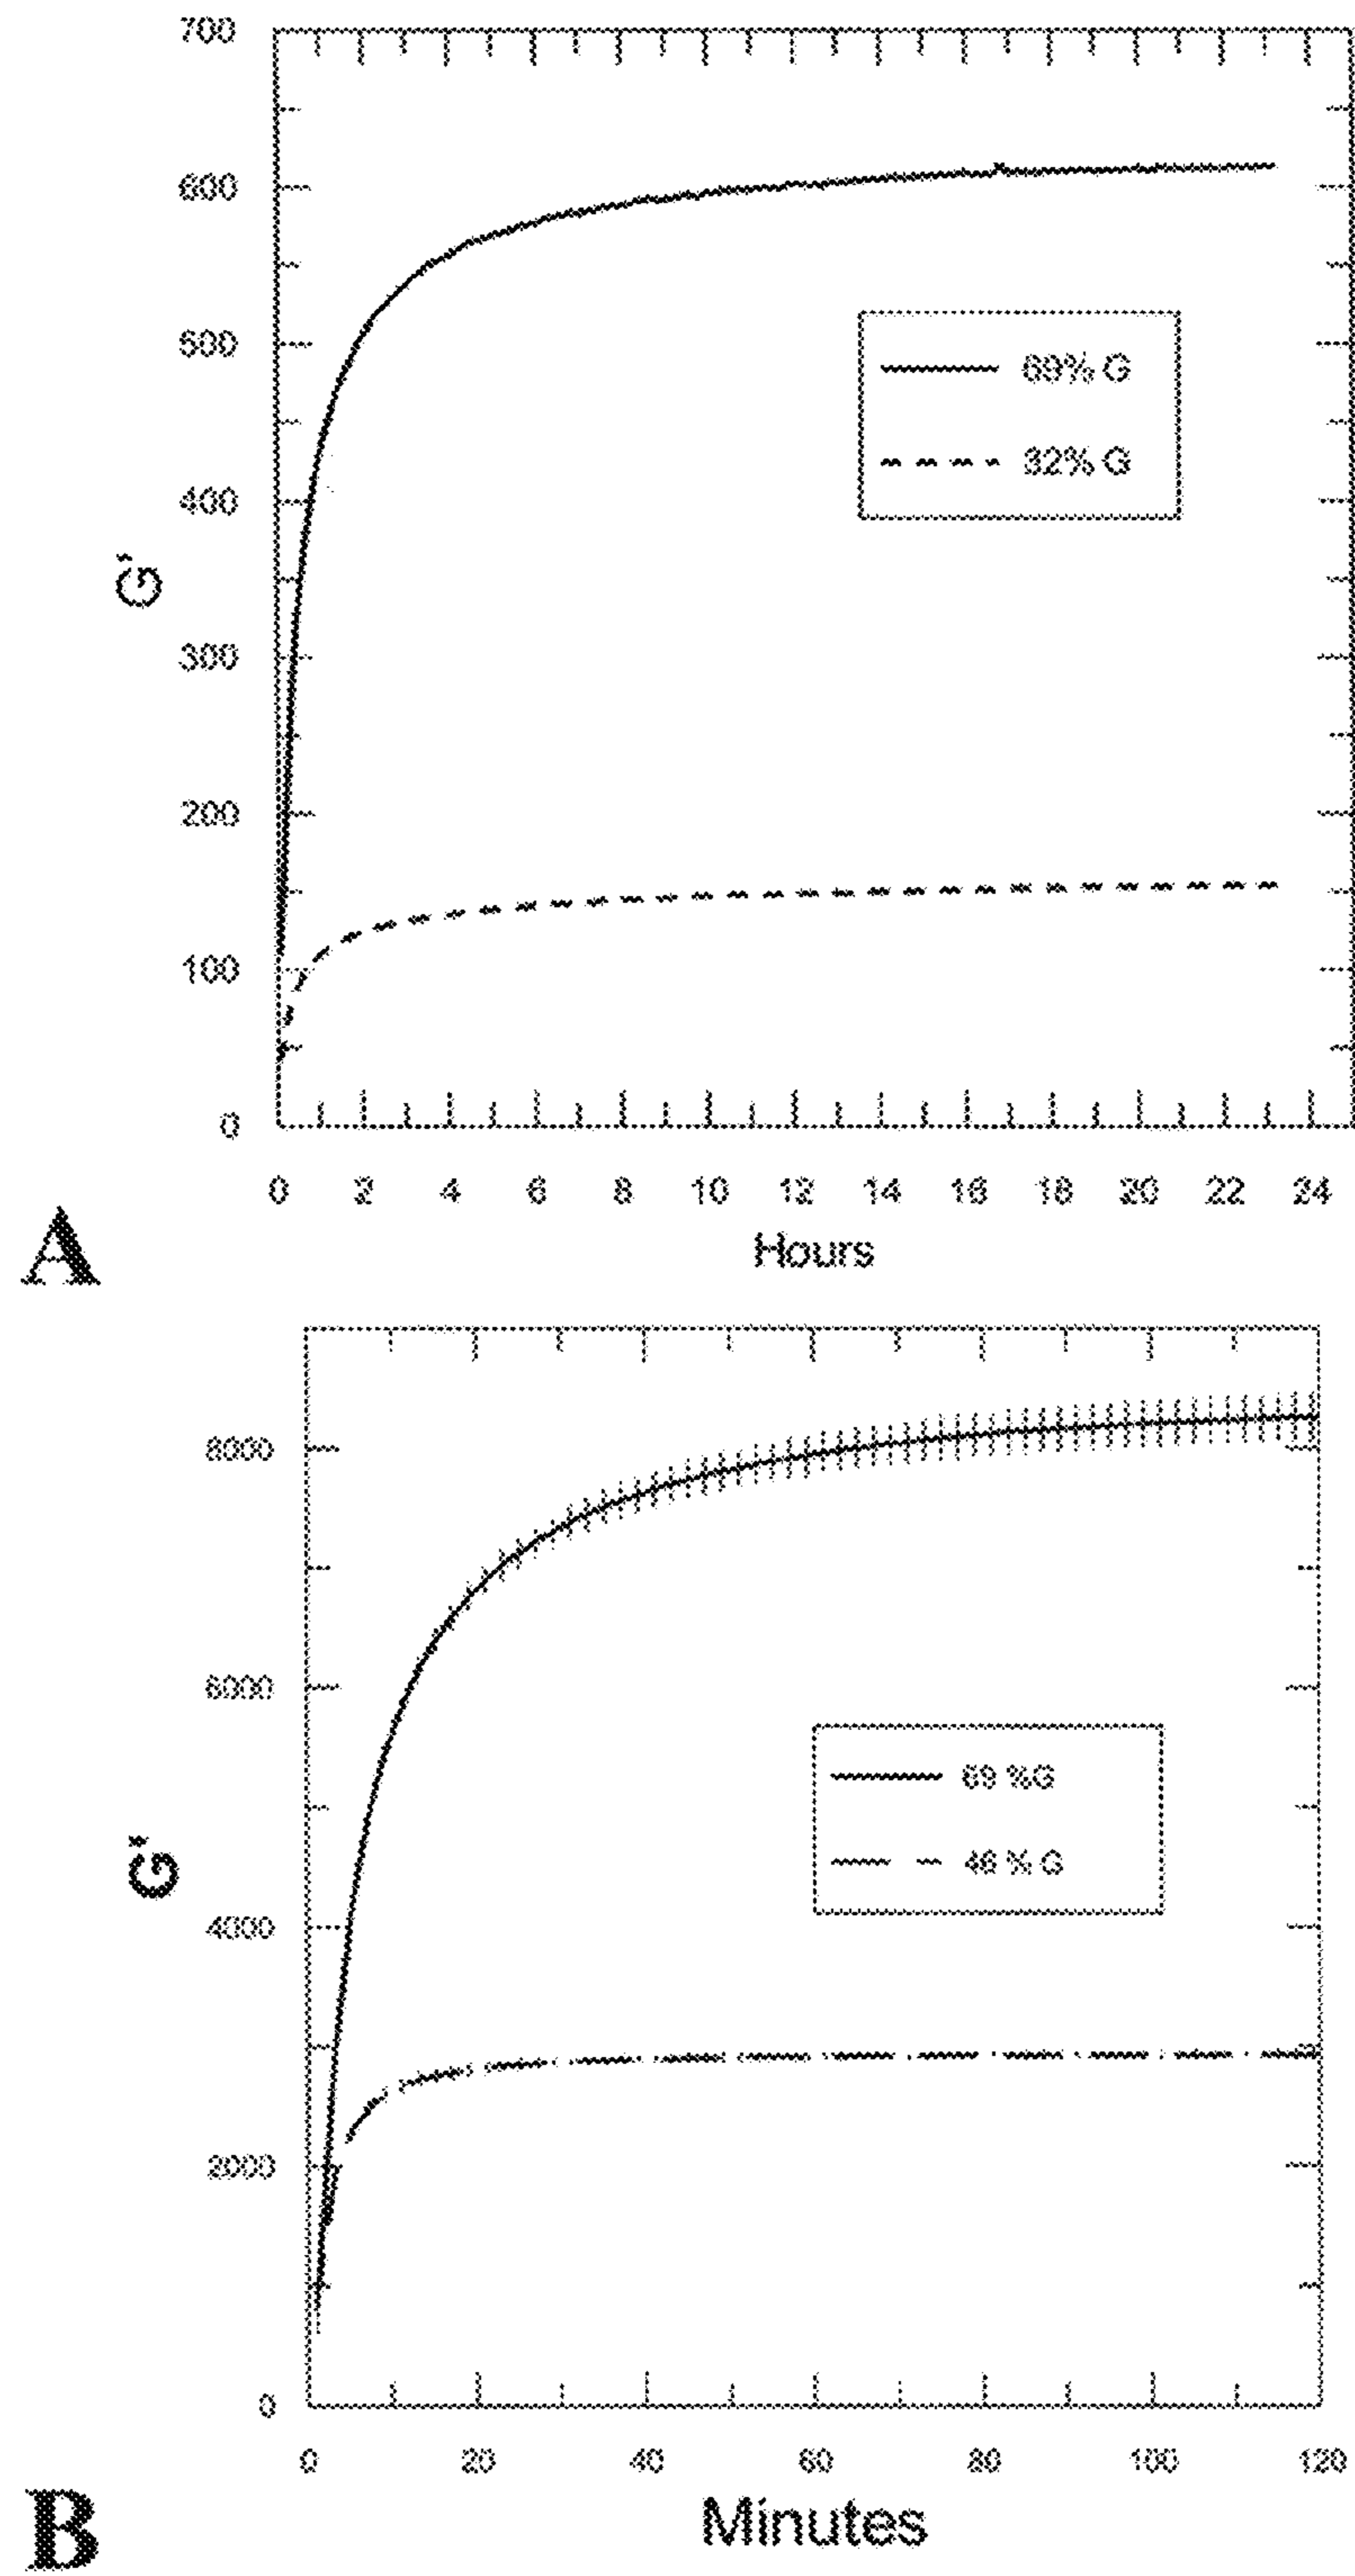 700
600
500
400
300
200
100
0
G'
69% G
32% G
0 2 4 6 8 10 12 14 16 18 20 22 24
Hours
A
8000
6000
4000
2000
0
G'
69 %G
46 % G
0 20 40 60 80 100 120
Minutes
B